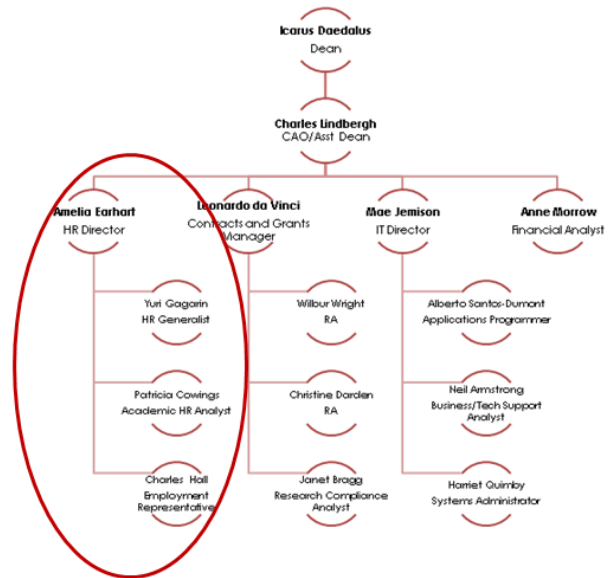 Icarus Daedalus
Dean
Charles Lindbergh
CAO/Asst Dean
Amelia Earhart
HR Director
Leonardo da Vinci
Contracts and Grants
Manager
Mae Jemison
IT Director
Anne Morrow
Financial Analyst
Yuri Gagarin
HR Generalist
Wilbur Wright
RA
Alberto Santos-Dumont
Applications Programmer
Patricia Cowings
Academic HR Analyst
Christine Darden
RA
Neil Armstrong
Business/Tech Support
Analyst
Charles Hall
Employment
Representative
Janet Bragg
Research Compliance
Analyst
Harriet Quimby
Systems Administrator